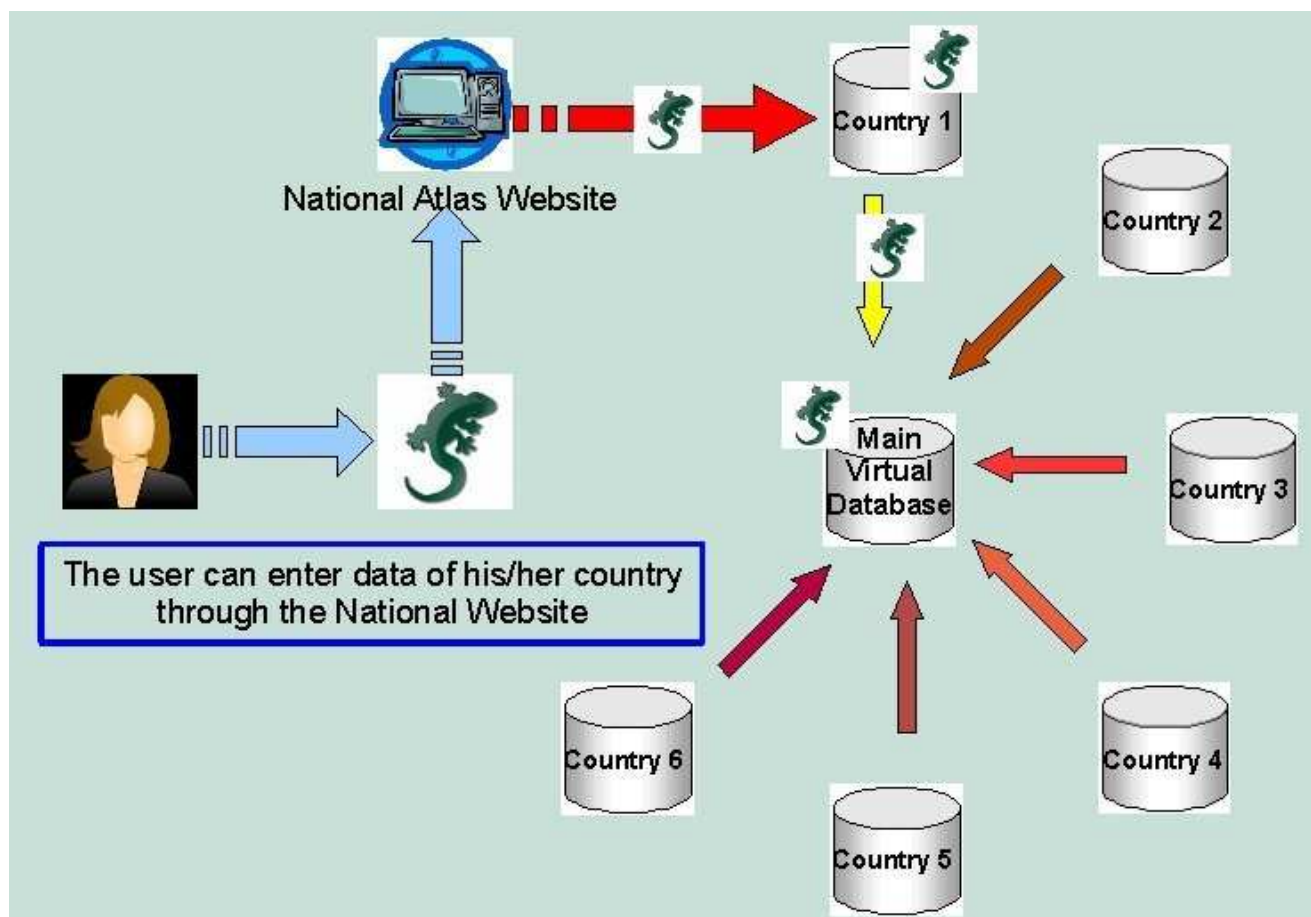 National Atlas Website
Country 1
Country 2
Main
Virtual
Database
Country 3
The user can enter data of his/her country
through the National Website
Country 6
Country 4
Country 5